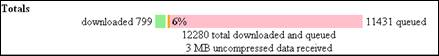 Totals
downloaded 799 6% 11431 queued
12280 total downloaded and queued
3 MB uncompressed data received